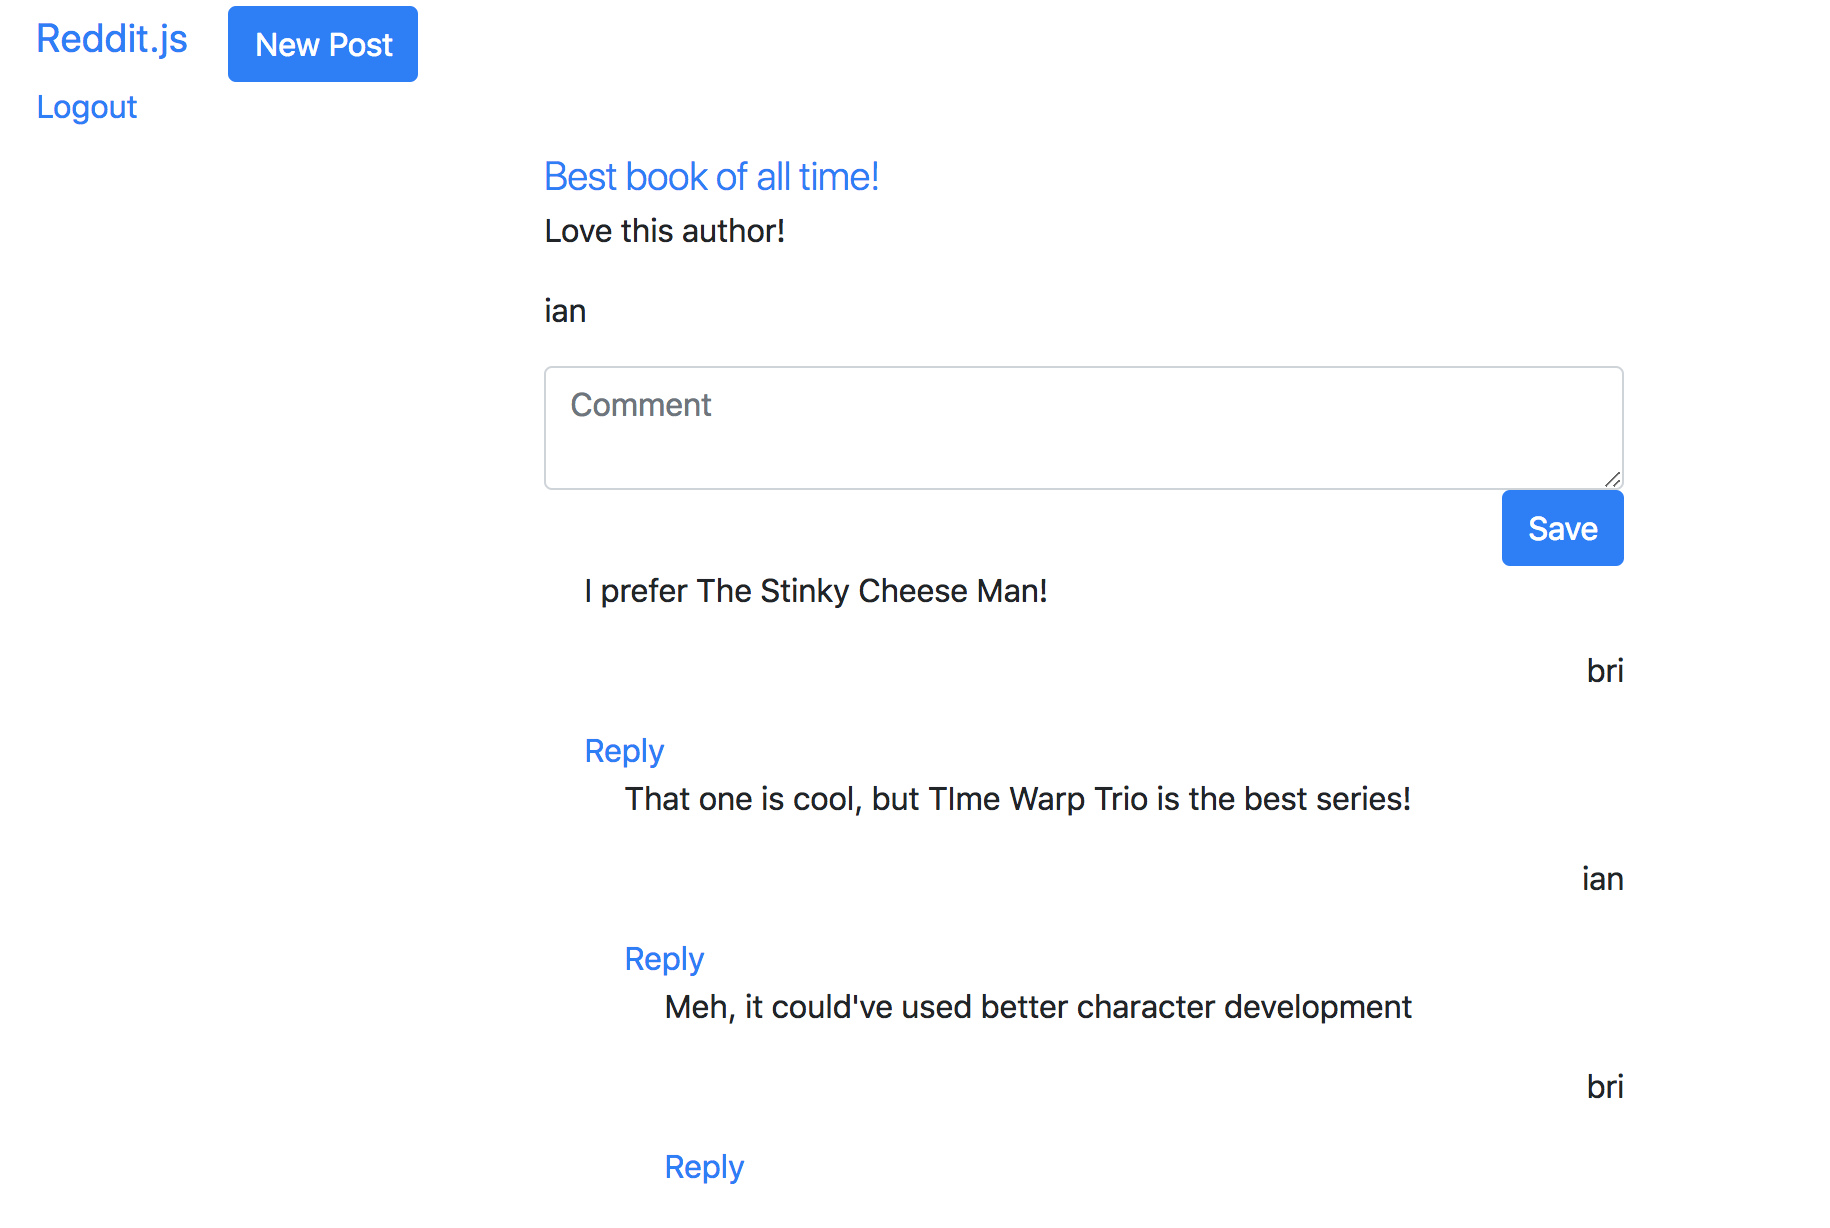 Reddit.js
New Post
Logout
Best book of all time!
Love this author!
ian
Comment
Save
I prefer The Stinky Cheese Man!
bri
Reply
That one is cool, but TIme Warp Trio is the best series!
ian
Reply
Meh, it could've used better character development
bri
Reply